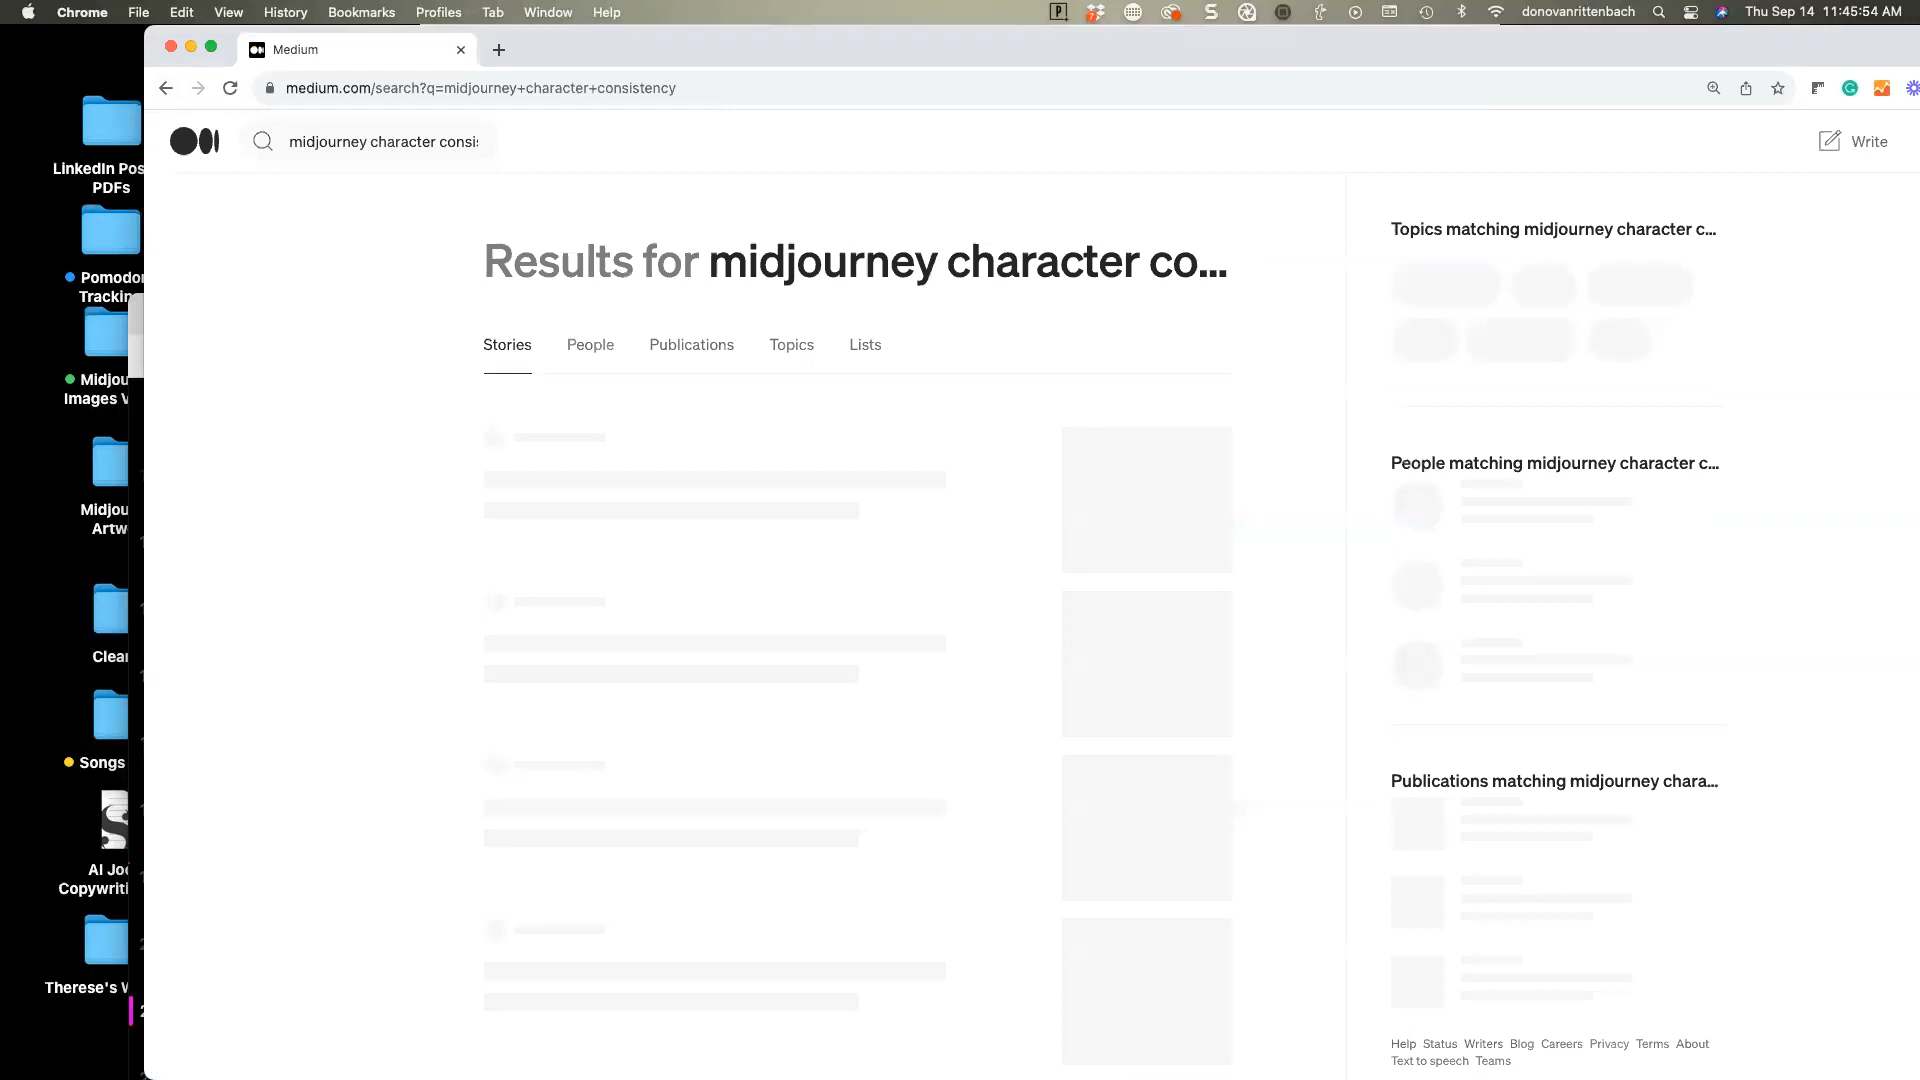 Chrome File Edit View History Bookmarks Profiles Tab Window Help
donovanrittenbach Thu Sep 14 11:45:54 AM
Medium
medium.com/search?q=midjourney+character+consistency
midjourney character consis
Write
Results for midjourney character co...
Stories People Publications Topics Lists
Topics matching midjourney character c...
People matching midjourney character c...
Publications matching midjourney chara...
Help Status Writers Blog Careers Privacy Terms About
Text to speech Teams
LinkedIn Pos
PDFs
Pomodor
Trackin
Midjou
Images V
Midjou
Artw
Clear
Songs
AI Joe
Copywriti
Therese's W